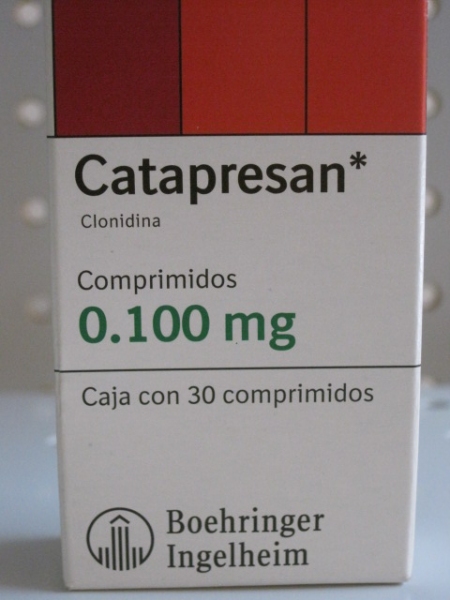 Catapresan*
Clonidina
Comprimidos
0.100 mg
Caja con 30 comprimidos
Boehringer
Ingelheim